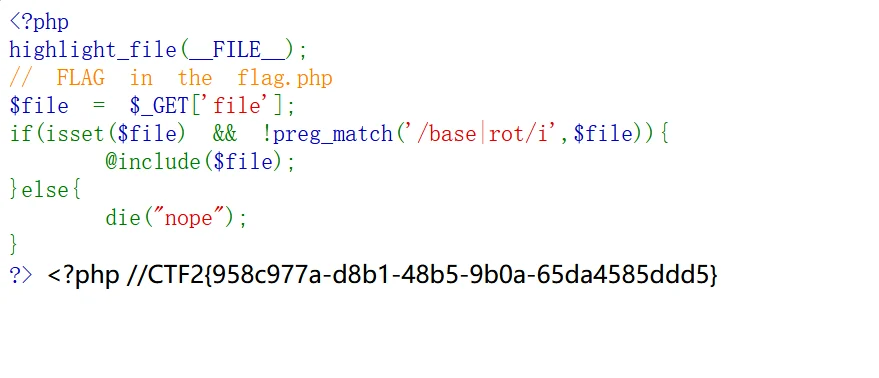 <?php
highlight_file(__FILE__);
// FLAG in the flag.php
$file = $_GET['file'];
if(isset($file) && !preg_match('/base|rot/i',$file)){
@include($file);
}else{
die("nope");
}
?> <?php //CTF2{958c977a-d8b1-48b5-9b0a-65da4585ddd5}